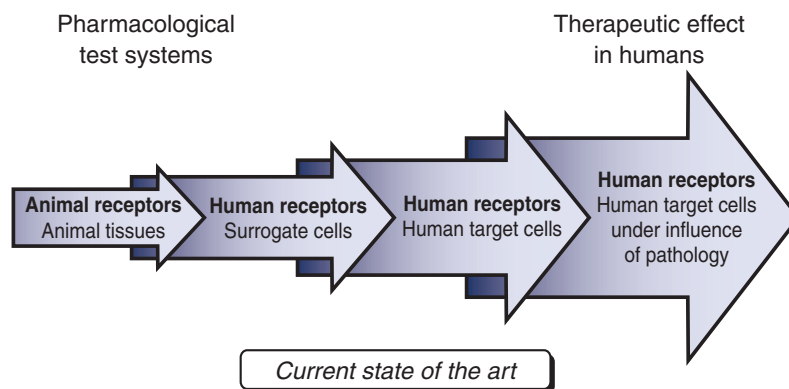 Pharmacological
test systems
Therapeutic effect
in humans
Animal receptors
Animal tissues
Human receptors
Surrogate cells
Human receptors
Human target cells
Human receptors
Human target cells
under influence
of pathology
Current state of the art